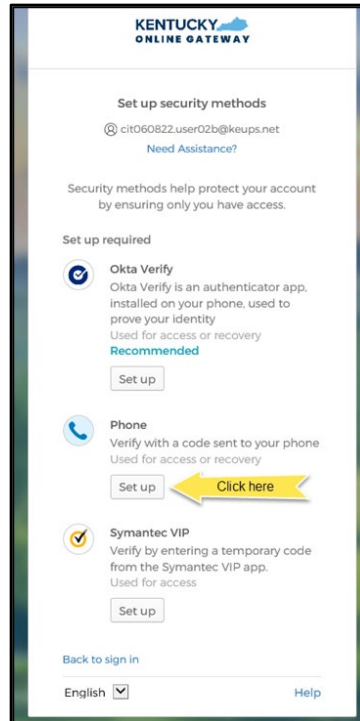 KENTUCKY
ONLINE GATEWAY
Set up security methods
cit060822.user02b@keups.net
Need Assistance?
Security methods help protect your account
by ensuring only you have access.
Set up required
Okta Verify
Okta Verify is an authenticator app,
installed on your phone, used to
prove your identity
Used for access or recovery
Recommended
Set up
Phone
Verify with a code sent to your phone
Used for access or recovery
Set up
Click here
Symantec VIP
Verify by entering a temporary code
from the Symantec VIP app.
Used for access
Set up
Back to sign in
English
Help